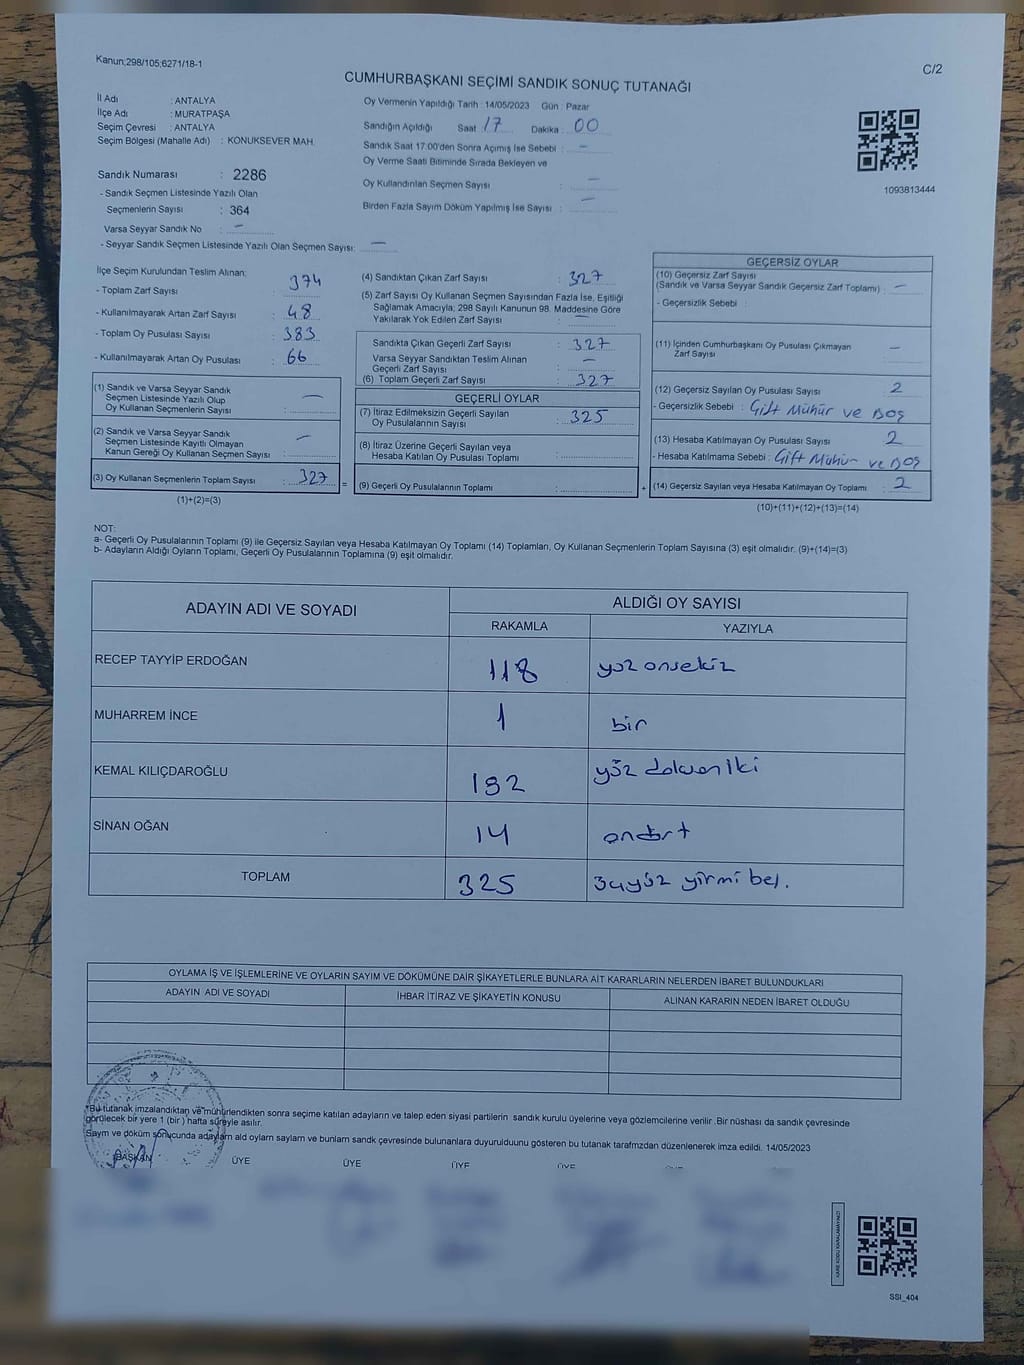 Kanun;298/105;6271/18-1
C/2
CUMHURBAŞKANI SEÇİMİ SANDIK SONUÇ TUTANAĞI
İl Adı : ANTALYA
İlçe Adı : MURATPAŞA
Seçim Çevresi : ANTALYA
Seçim Bölgesi (Mahalle Adı) : KONUKSEVER MAH.
Sandık Numarası : 2286
- Sandık Seçmen Listesinde Yazılı Olan
Seçmenlerin Sayısı : 364
Varsa Seyyar Sandık No : —
- Seyyar Sandık Seçmen Listesinde Yazılı Olan Seçmen Sayısı: —
Oy Vermenin Yapıldığı Tarih : 14/05/2023 Gün : Pazar
Sandığın Açıldığı Saat 17 Dakika : 00
Sandık Saat 17:00'den Sonra Açımış İse Sebebi : —
Oy Verme Saati Bitiminde Sırada Bekleyen ve
Oy Kullandırılan Seçmen Sayısı : —
Birden Fazla Sayım Döküm Yapılmış İse Sayısı : —
1093813444
İlçe Seçim Kurulundan Teslim Alınan;
- Toplam Zarf Sayısı : 374
- Kullanılmayarak Artan Zarf Sayısı : 48
- Toplam Oy Pusulası Sayısı : 383
- Kullanılmayarak Artan Oy Pusulası : 66
(1) Sandık ve Varsa Seyyar Sandık
Seçmen Listesinde Yazılı Olup
Oy Kullanan Seçmenlerin Sayısı : —
(2) Sandık ve Varsa Seyyar Sandık
Seçmen Listesinde Kayıtlı Olmayan
Kanun Gereği Oy Kullanan Seçmen Sayısı : —
(3) Oy Kullanan Seçmenlerin Toplam Sayısı : 327
(1)+(2)=(3)
(4) Sandıktan Çıkan Zarf Sayısı : 327
(5) Zarf Sayısı Oy Kullanan Seçmen Sayısından Fazla İse, Eşitliği
Sağlamak Amacıyla; 298 Sayılı Kanunun 98. Maddesine Göre
Yakılarak Yok Edilen Zarf Sayısı : —
Sandıkta Çıkan Geçerli Zarf Sayısı : 327
Varsa Seyyar Sandıktan Teslim Alınan
Geçerli Zarf Sayısı : —
(6) Toplam Geçerli Zarf Sayısı : 327
GEÇERLİ OYLAR
(7) İtiraz Edilmeksizin Geçerli Sayılan
Oy Pusulasının Sayısı : 325
(8) İtiraz Üzerine Geçerli Sayılan veya
Hesaba Katılan Oy Pusulası Toplamı :
= (9) Geçerli Oy Pusulalarının Toplamı : +
GEÇERSİZ OYLAR
(10) Geçersiz Zarf Sayısı
(Sandık ve Varsa Seyyar Sandık Geçersiz Zarf Toplamı) : —
- Geçersizlik Sebebi :
(11) İçinden Cumhurbaşkanı Oy Pusulası Çıkmayan
Zarf Sayısı —
(12) Geçersiz Sayılan Oy Pusulası Sayısı 2
- Geçersizlik Sebebi : Gift Mühür ve Boş
(13) Hesaba Katılmayan Oy Pusulası Sayısı 2
- Hesaba Katılmama Sebebi : Gift Mühür ve Boş
(14) Geçersiz Sayılan veya Hesaba Katılmayan Oy Toplamı : 2
(10)+(11)+(12)+(13)=(14)
NOT:
a- Geçerli Oy Pusulalarının Toplamı (9) ile Geçersiz Sayılan veya Hesaba Katılmayan Oy Toplamı (14) Toplamları, Oy Kullanan Seçmenlerin Toplam Sayısına (3) eşit olmalıdır. (9)+(14)=(3)
b- Adayların Aldığı Oyların Toplamı, Geçerli Oy Pusulalarının Toplamına (9) eşit olmalıdır.
ADAYIN ADI VE SOYADI ALDIĞI OY SAYISI
RAKAMLA YAZIYLA
RECEP TAYYİP ERDOĞAN 118 yüz onsekiz
MUHARREM İNCE 1 bir
KEMAL KILIÇDAROĞLU 192 yüz doksan iki
SİNAN OĞAN 14 ondört
TOPLAM 325 üçyüz yirmi beş.
OYLAMA İŞ VE İŞLEMLERİNE VE OYLARIN SAYIM VE DÖKÜMÜNE DAİR ŞİKAYETLERLE BUNLARA AİT KARARLARIN NELERDEN İBARET BULUNDUKLARI
ADAYIN ADI VE SOYADI İHBAR İTİRAZ VE ŞİKAYETİN KONUSU ALINAN KARARIN NEDEN İBARET OLDUĞU
*Bu tutanak imzalandıktan ve mühürlendikten sonra seçime katılan adayların ve talep eden siyasi partilerin sandık kurulu üyelerine veya gözlemcilerine verilir. Bir nüshası da sandık çevresinde
görülecek bir yere 1 (bir ) hafta süreyle asılır.
Sayım ve döküm sonucunda adayların ald oyların saylarn ve bunların sandk çevresinde bulunanlara duyurulduunu gösteren bu tutanak tarafmzdan düzenlenerek imza edildi. 14/05/2023
BAŞKAN ÜYE ÜYE ÜYE ÜYE
KARE KODU KARALAMAYINIZ!
SSI_404